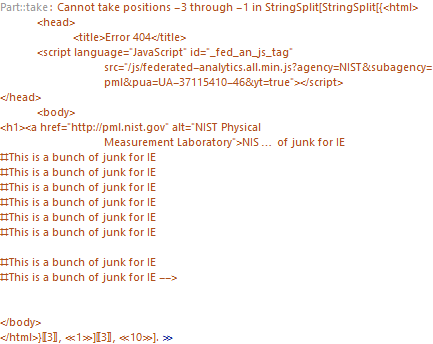 Part::take: Cannot take positions -3 through -1 in StringSplit[StringSplit[{<html>
<head>
<title>Error 404</title>
<script language="JavaScript" id="_fed_an_js_tag"
src="/js/federated-analytics.all.min.js?agency=NIST&subagency=
pml&pua=UA-37115410-46&yt=true"></script>
</head>
<body>
<h1><a href="http://pml.nist.gov" alt="NIST Physical
Measurement Laboratory">NIS… of junk for IE
‡‡This is a bunch of junk for IE
‡‡This is a bunch of junk for IE
‡‡This is a bunch of junk for IE
‡‡This is a bunch of junk for IE
‡‡This is a bunch of junk for IE
‡‡This is a bunch of junk for IE
‡‡This is a bunch of junk for IE
‡‡This is a bunch of junk for IE -->
</body>
</html>}〚3〛, ≪1≫]〚3〛, ≪10≫]. ≫